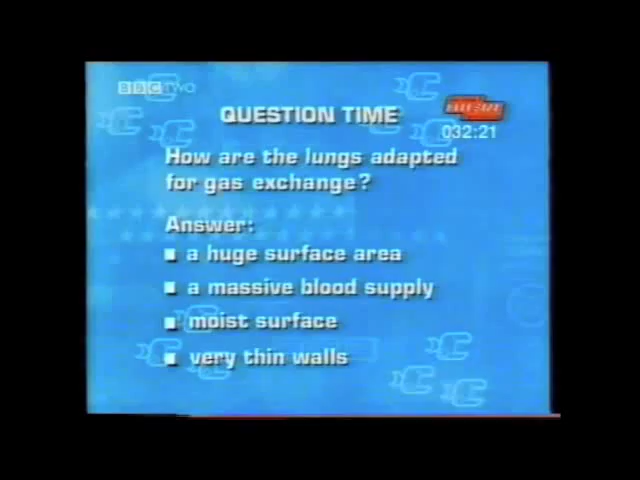 BBC TWO
QUESTION TIME
032:21
How are the lungs adapted
for gas exchange?
Answer:
a huge surface area
a massive blood supply
moist surface
very thin walls